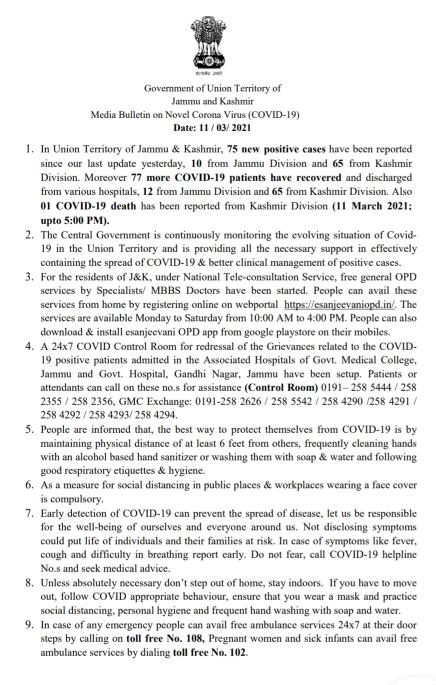 सत्यमेव जयते
Government of Union Territory of
Jammu and Kashmir
Media Bulletin on Novel Corona Virus (COVID-19)
Date: 11 / 03/ 2021
1. In Union Territory of Jammu & Kashmir, 75 new positive cases have been reported
since our last update yesterday, 10 from Jammu Division and 65 from Kashmir
Division. Moreover 77 more COVID-19 patients have recovered and discharged
from various hospitals, 12 from Jammu Division and 65 from Kashmir Division. Also
01 COVID-19 death has been reported from Kashmir Division (11 March 2021;
upto 5:00 PM).
2. The Central Government is continuously monitoring the evolving situation of Covid-
19 in the Union Territory and is providing all the necessary support in effectively
containing the spread of COVID-19 & better clinical management of positive cases.
3. For the residents of J&K, under National Tele-consultation Service, free general OPD
services by Specialists/ MBBS Doctors have been started. People can avail these
services from home by registering online on webportal https://esanjeevaniopd.in/. The
services are available Monday to Saturday from 10:00 AM to 4:00 PM. People can also
download & install esanjeevani OPD app from google playstore on their mobiles.
4. A 24x7 COVID Control Room for redressal of the Grievances related to the COVID-
19 positive patients admitted in the Associated Hospitals of Govt. Medical College,
Jammu and Govt. Hospital, Gandhi Nagar, Jammu have been setup. Patients or
attendants can call on these no.s for assistance (Control Room) 0191– 258 5444 / 258
2355 / 258 2356, GMC Exchange: 0191-258 2626 / 258 5542 / 258 4290 /258 4291 /
258 4292 / 258 4293/ 258 4294.
5. People are informed that, the best way to protect themselves from COVID-19 is by
maintaining physical distance of at least 6 feet from others, frequently cleaning hands
with an alcohol based hand sanitizer or washing them with soap & water and following
good respiratory etiquettes & hygiene.
6. As a measure for social distancing in public places & workplaces wearing a face cover
is compulsory.
7. Early detection of COVID-19 can prevent the spread of disease, let us be responsible
for the well-being of ourselves and everyone around us. Not disclosing symptoms
could put life of individuals and their families at risk. In case of symptoms like fever,
cough and difficulty in breathing report early. Do not fear, call COVID-19 helpline
No.s and seek medical advice.
8. Unless absolutely necessary don't step out of home, stay indoors. If you have to move
out, follow COVID appropriate behaviour, ensure that you wear a mask and practice
social distancing, personal hygiene and frequent hand washing with soap and water.
9. In case of any emergency people can avail free ambulance services 24x7 at their door
steps by calling on toll free No. 108, Pregnant women and sick infants can avail free
ambulance services by dialing toll free No. 102.